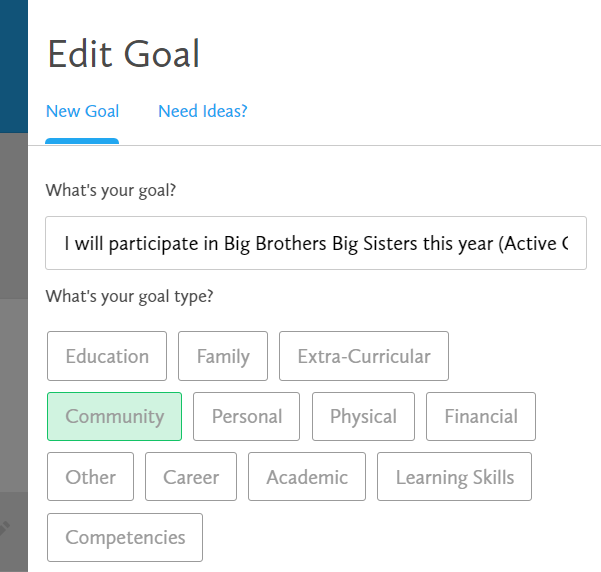 Edit Goal
New Goal Need Ideas?
What's your goal?
I will participate in Big Brothers Big Sisters this year (Active
What's your goal type?
Education Family Extra-Curricular
Community Personal Physical Financial
Other Career Academic Learning Skills
Competencies